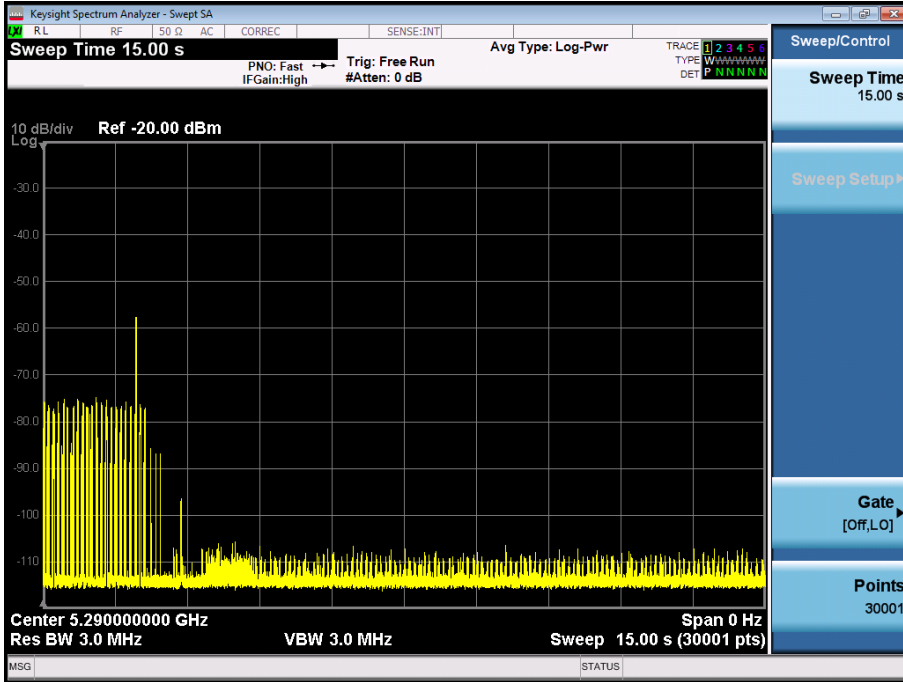 Keysight Spectrum Analyzer - Swept SA
LXI RL RF 50 Ω AC CORREC SENSE:INT
Sweep Time 15.00 s
PNO: Fast
IFGain:High
Trig: Free Run
#Atten: 0 dB
Avg Type: Log-Pwr
TRACE 1 2 3 4 5 6
TYPE WWWWWW
DET P N N N N N
10 dB/div Ref -20.00 dBm
Log
-30.0
-40.0
-50.0
-60.0
-70.0
-80.0
-90.0
-100
-110
Center 5.290000000 GHz Span 0 Hz
Res BW 3.0 MHz VBW 3.0 MHz Sweep 15.00 s (30001 pts)
MSG STATUS
Sweep/Control
Sweep Time
15.00 s
Sweep Setup
Gate
[Off,LO]
Points
30001